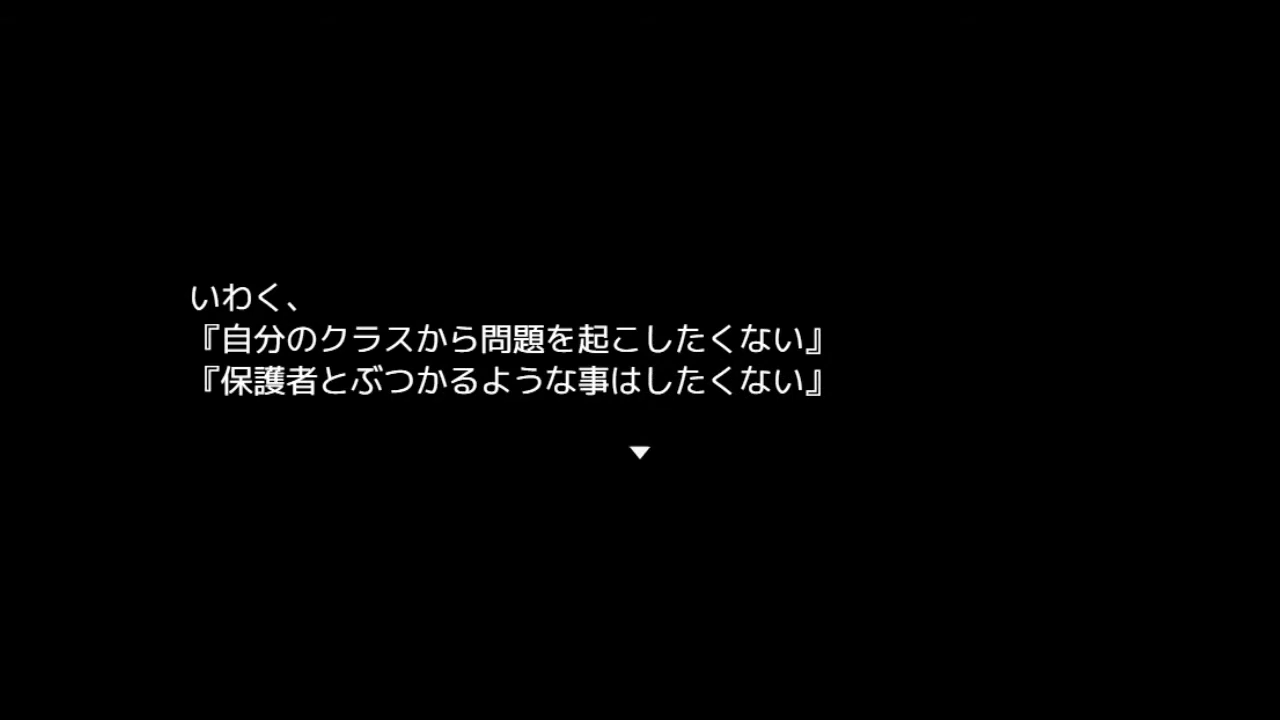 いわく、
『自分のクラスから問題を起こしたくない』
『保護者とぶつかるような事はしたくない』